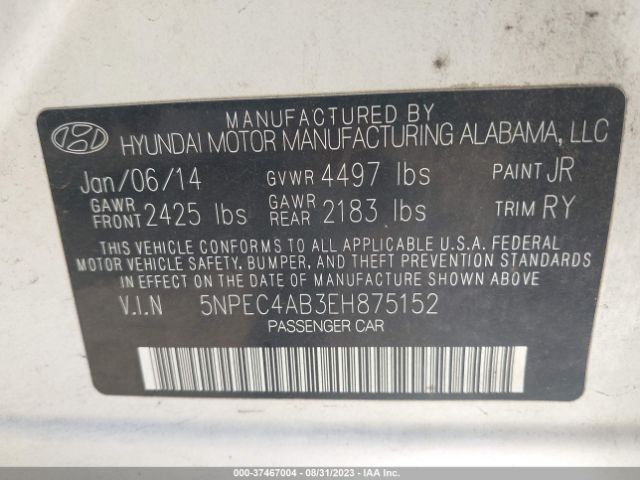 MANUFACTURED BY
HYUNDAI MOTOR MANUFACTURING ALABAMA, LLC
Jan/06/14 GVWR 4497 lbs PAINT JR
GAWR FRONT 2425 lbs GAWR REAR 2183 lbs TRIM RY
THIS VEHICLE CONFORMS TO ALL APPLICABLE U.S.A. FEDERAL
MOTOR VEHICLE SAFETY, BUMPER, AND THEFT PREVENTION STANDARDS
IN EFFECT ON THE DATE OF MANUFACTURE SHOWN ABOVE.
V.I.N 5NPEC4AB3EH875152
PASSENGER CAR
000-37467004 - 08/31/2023 - IAA Inc.